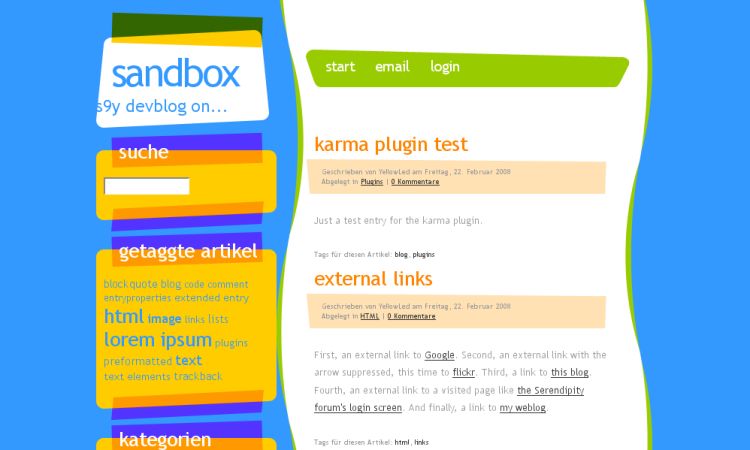 sandbox
s9y devblog on...
suche
getaggte artikel
blockquote blog code comment
entryproperties extended entry
html image links lists
lorem ipsum plugins
preformatted text
text elements trackback
kategorien
start email login
karma plugin test
Geschrieben von YellowLed am Freitag, 22. Februar 2008
Abgelegt in Plugins | 0 Kommentare
Just a test entry for the karma plugin.
Tags für diesen Artikel: blog, plugins
external links
Geschrieben von YellowLed am Freitag, 22. Februar 2008
Abgelegt in HTML | 0 Kommentare
First, an external link to Google. Second, an external link with the
arrow suppressed, this time to flickr. Third, a link to this blog.
Fourth, an external link to a visited page like the Serendipity
forum's login screen. And finally, a link to my weblog.
Tags für diesen Artikel: html, links